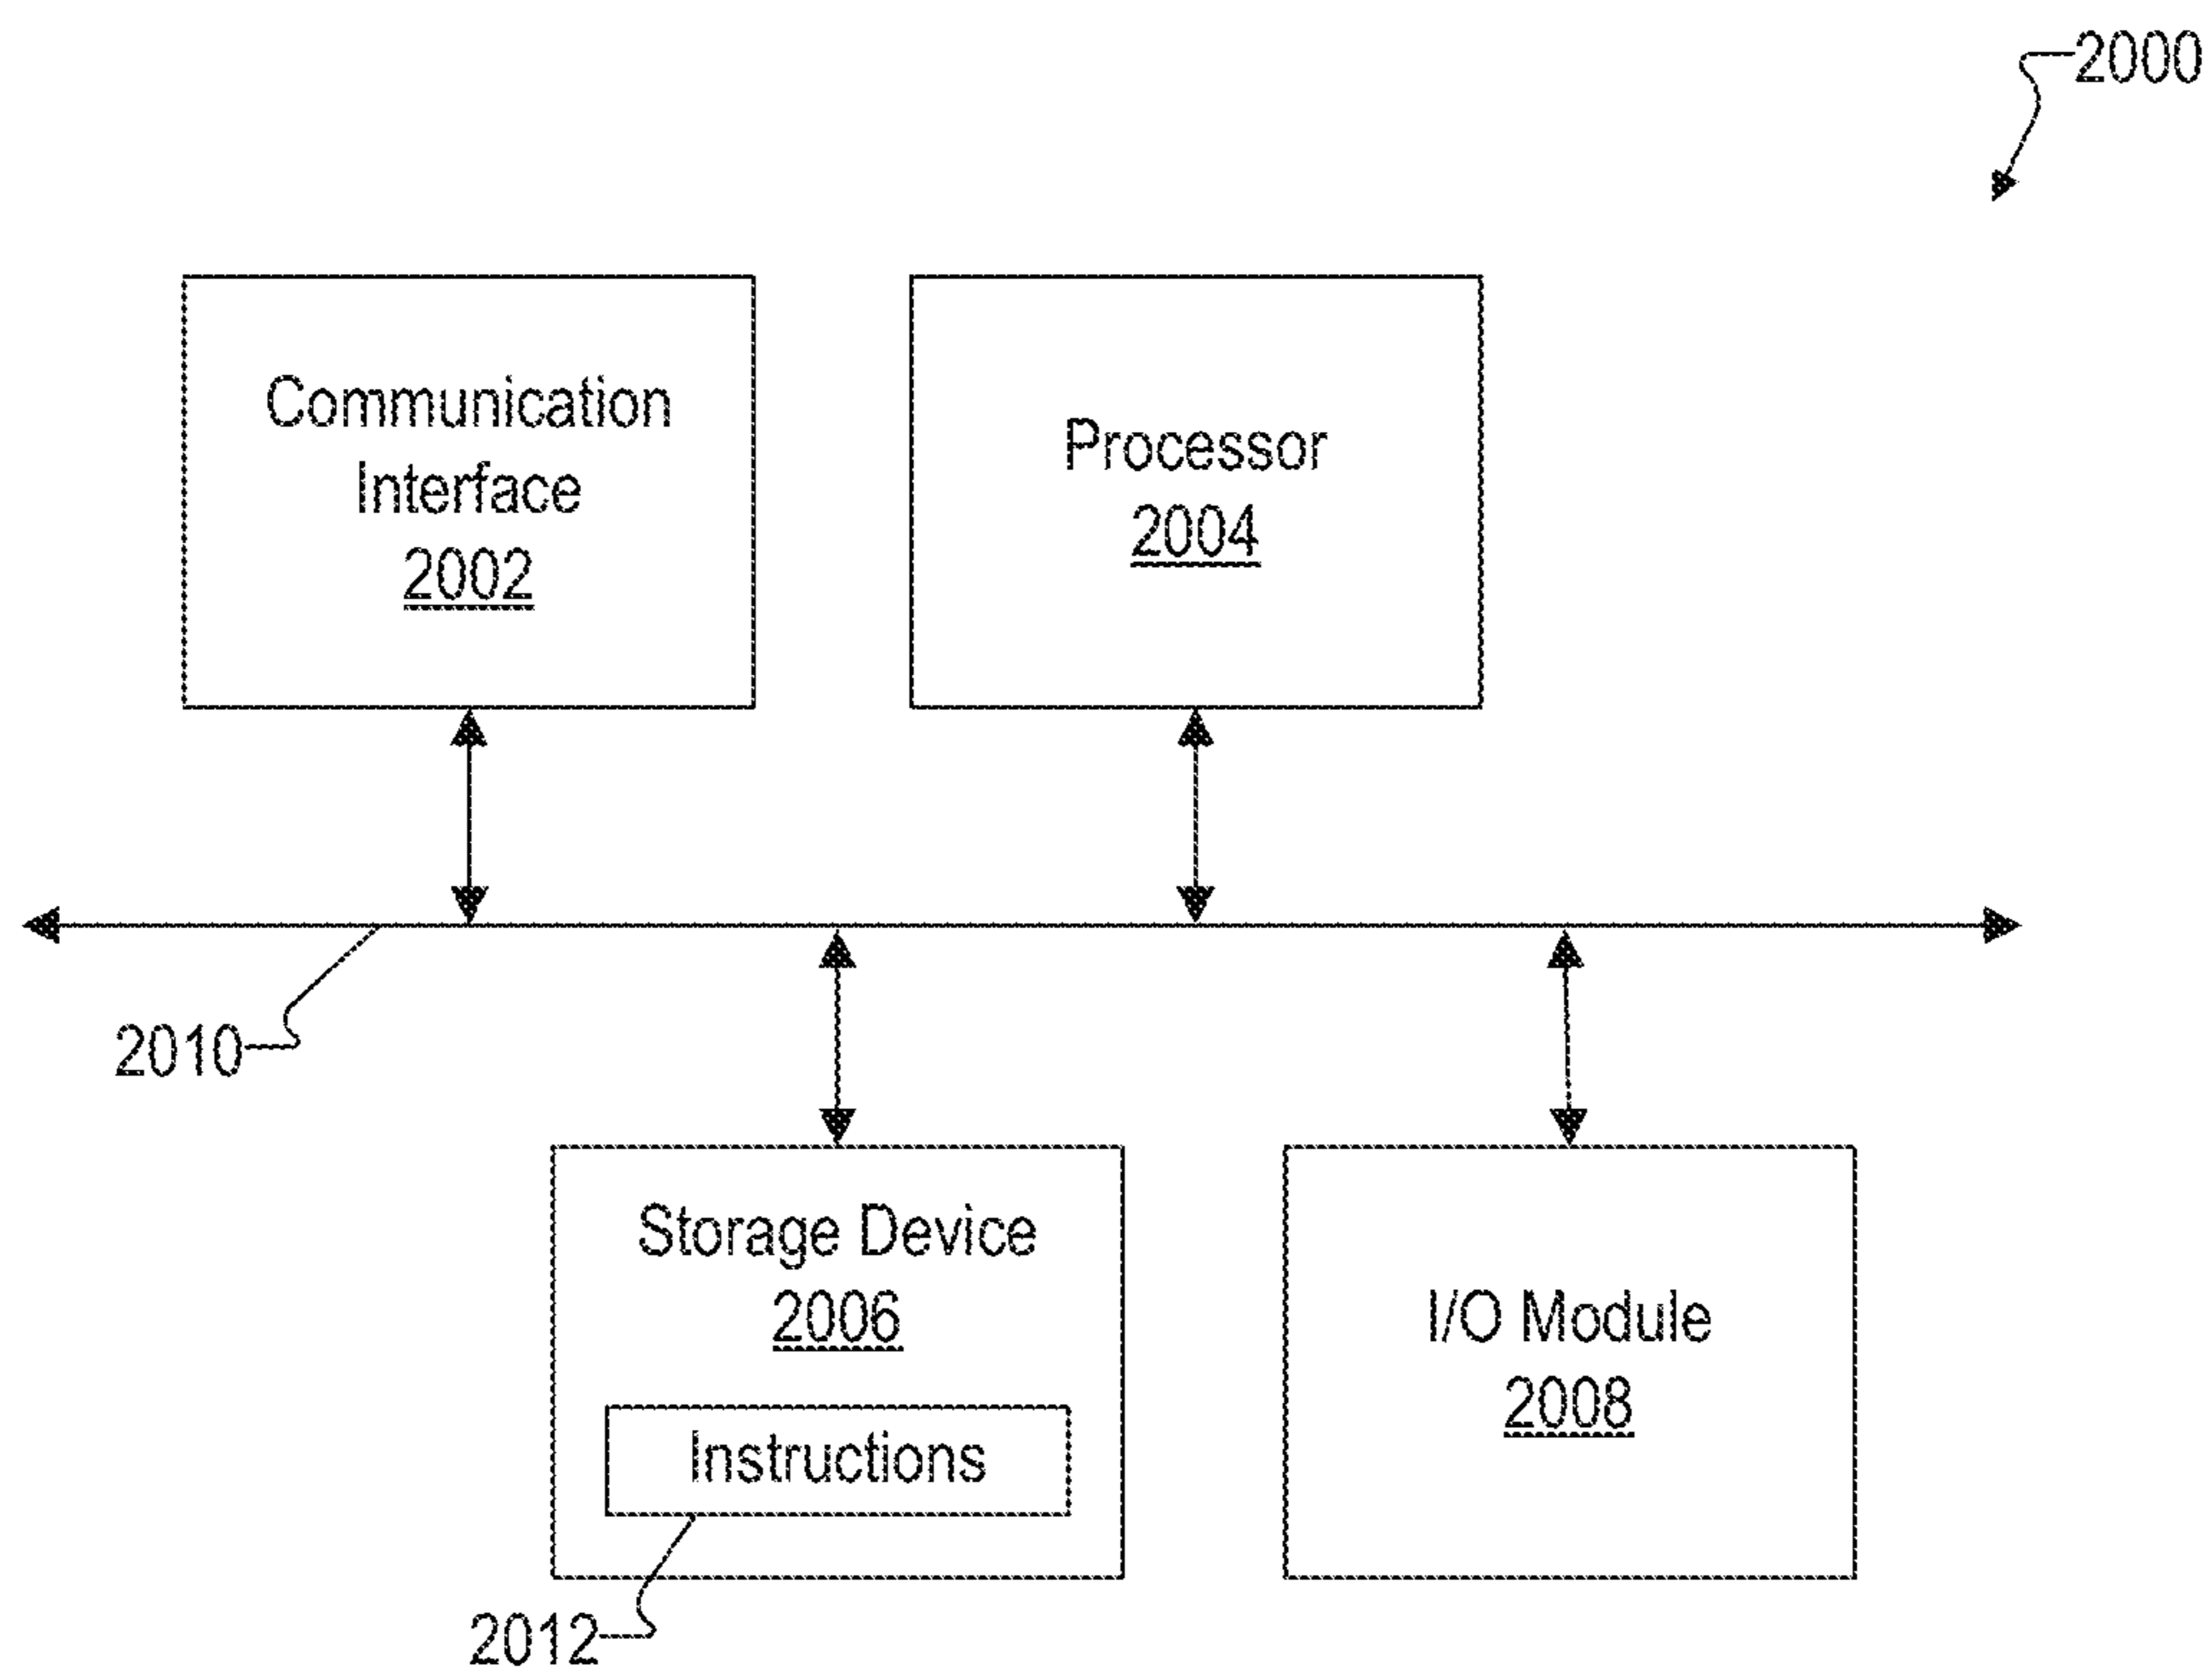 2000
Communication
Interface
2002
Processor
2004
2010
Storage Device
2006
Instructions
2012
I/O Module
2008